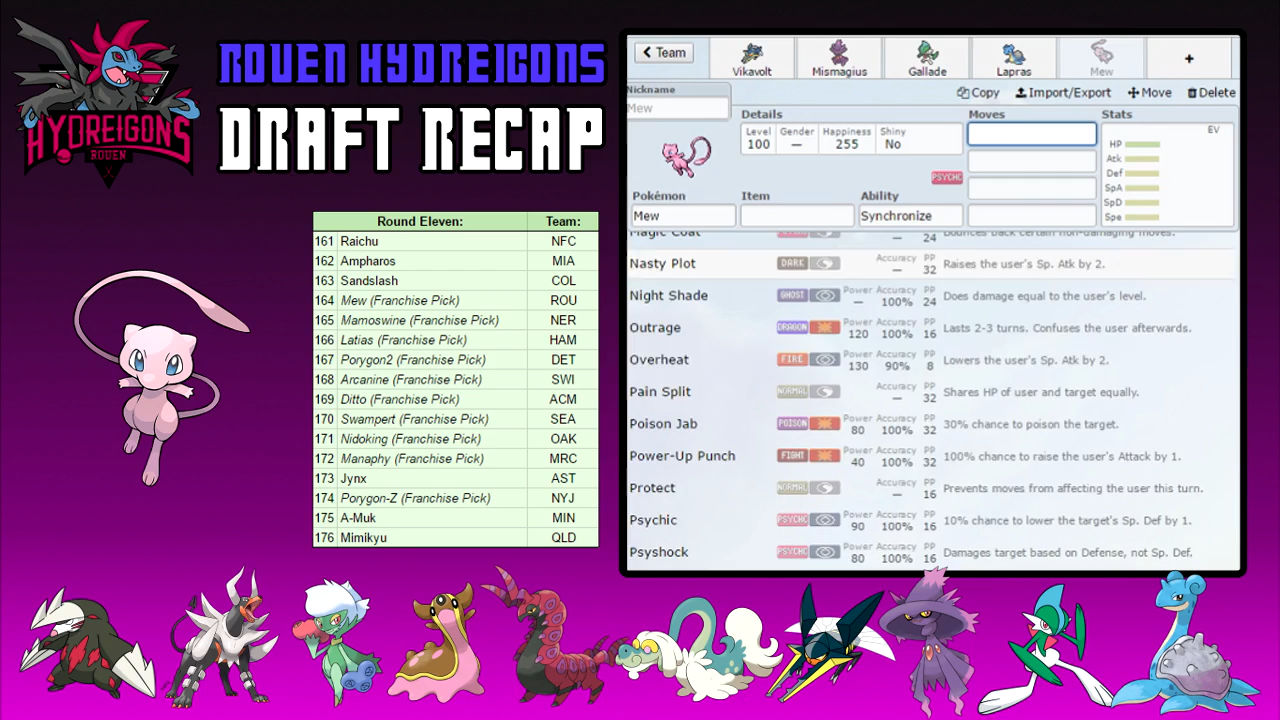 ROUEN HYDREIGONS
DRAFT RECAP
HYDREIGONS
ROUEN
Round Eleven: Team:
161 Raichu NFC
162 Ampharos MIA
163 Sandslash COL
164 Mew (Franchise Pick) ROU
165 Mamoswine (Franchise Pick) NER
166 Latias (Franchise Pick) HAM
167 Porygon2 (Franchise Pick) DET
168 Arcanine (Franchise Pick) SWI
169 Ditto (Franchise Pick) ACM
170 Swampert (Franchise Pick) SEA
171 Nidoking (Franchise Pick) OAK
172 Manaphy (Franchise Pick) MRC
173 Jynx AST
174 Porygon-Z (Franchise Pick) NYJ
175 A-Muk MIN
176 Mimikyu QLD
Team
Vikavolt Mismagius Gallade Lapras Mew +
Copy Import/Export Move Delete
Nickname
Mew
Details
Level Gender Happiness Shiny
100 — 255 No
PSYCHC
Pokémon Item Ability
Mew Synchronize
Moves
Stats
EV
HP
Atk
Def
SpA
SpD
Spe
Magic Coat — 24 Bounces back certain non-damaging moves.
Nasty Plot DARK Accuracy — PP 32 Raises the user's Sp. Atk by 2.
Night Shade GHOST Power — Accuracy 100% PP 24 Does damage equal to the user's level.
Outrage DRAGON Power 120 Accuracy 100% PP 16 Lasts 2-3 turns. Confuses the user afterwards.
Overheat FIRE Power 130 Accuracy 90% PP 8 Lowers the user's Sp. Atk by 2.
Pain Split NORMAL Accuracy — PP 32 Shares HP of user and target equally.
Poison Jab POISON Power 80 Accuracy 100% PP 32 30% chance to poison the target.
Power-Up Punch FIGHT Power 40 Accuracy 100% PP 32 100% chance to raise the user's Attack by 1.
Protect NORMAL Accuracy — PP 16 Prevents moves from affecting the user this turn.
Psychic PSYCHC Power 90 Accuracy 100% PP 16 10% chance to lower the target's Sp. Def by 1.
Psyshock PSYCHC Power 80 Accuracy 100% PP 16 Damages target based on Defense, not Sp. Def.